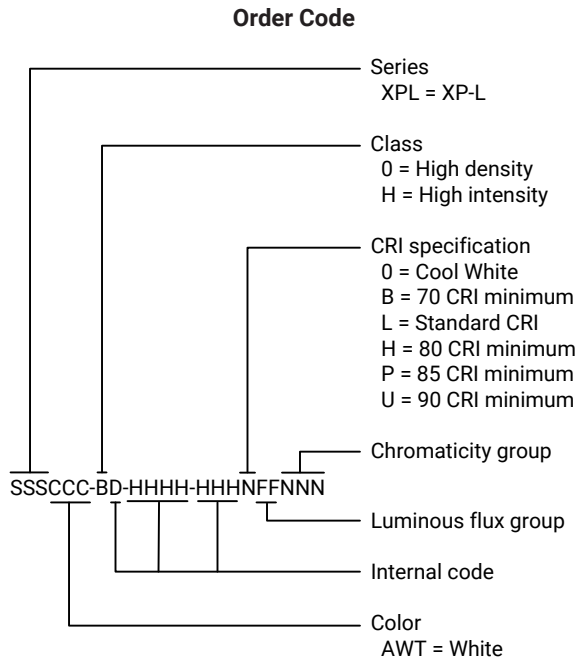 Order Code
Series
XPL = XP-L
Class
0 = High density
H = High intensity
CRI specification
0 = Cool White
B = 70 CRI minimum
L = Standard CRI
H = 80 CRI minimum
P = 85 CRI minimum
U = 90 CRI minimum
Chromaticity group
SSSCCC-BD-HHHH-HHHNFFNNN
Luminous flux group
Internal code
Color
AWT = White